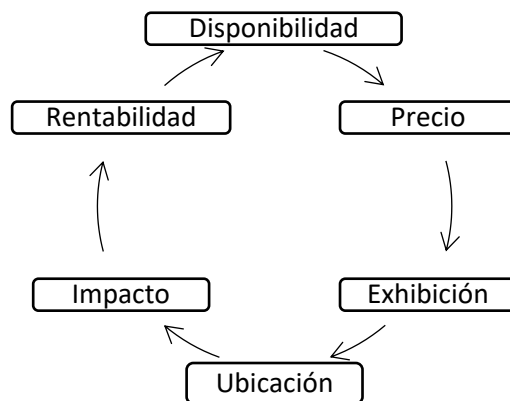 Disponibilidad
Rentabilidad
Precio
Impacto
Exhibición
Ubicación